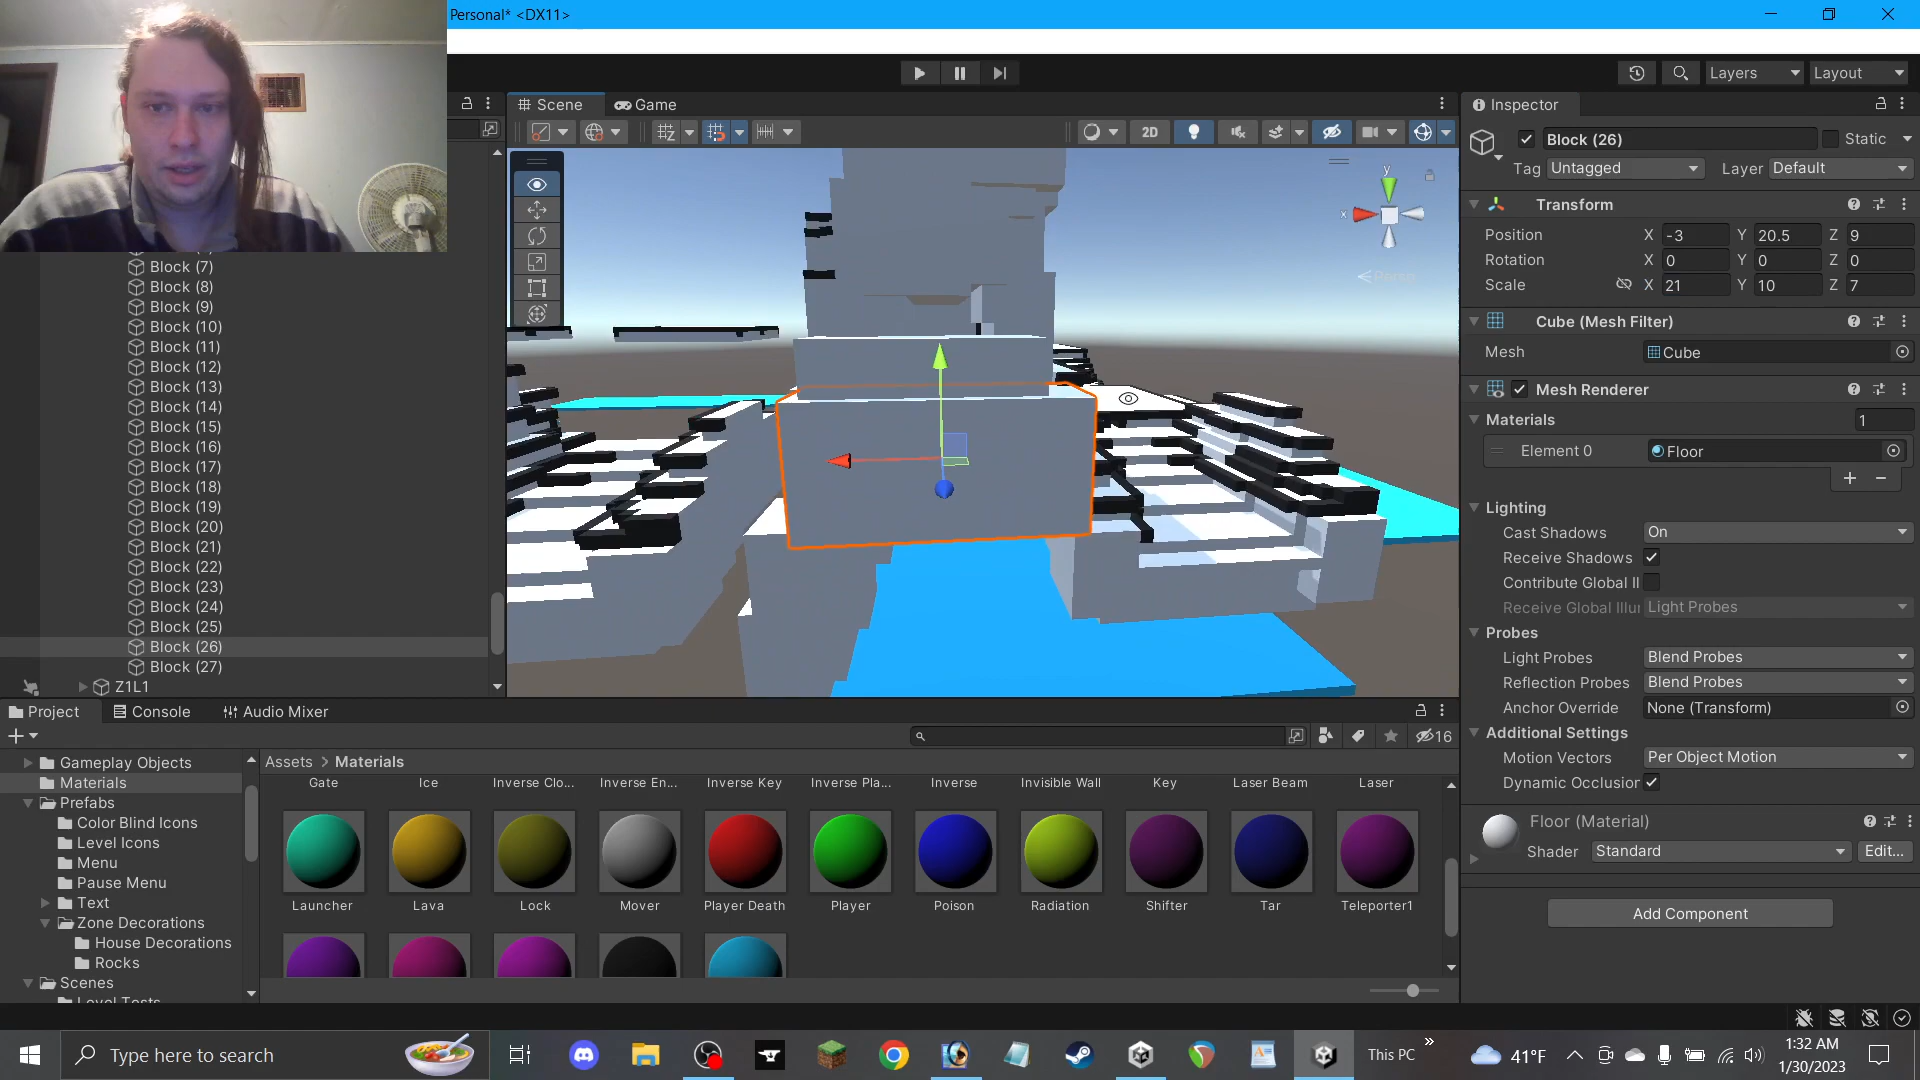 Personal* <DX11>
Layers
Layout
Scene
Game
2D
y
x
Persp
Block (7)
Block (8)
Block (9)
Block (10)
Block (11)
Block (12)
Block (13)
Block (14)
Block (15)
Block (16)
Block (17)
Block (18)
Block (19)
Block (20)
Block (21)
Block (22)
Block (23)
Block (24)
Block (25)
Block (26)
Block (27)
Z1L1
Inspector
Block (26)
Static
Tag Untagged Layer Default
Transform
Position X -3 Y 20.5 Z 9
Rotation X 0 Y 0 Z 0
Scale X 21 Y 10 Z 7
Cube (Mesh Filter)
Mesh Cube
Mesh Renderer
Materials 1
Element 0 Floor
Lighting
Cast Shadows On
Receive Shadows
Contribute Global Il
Receive Global Illu Light Probes
Probes
Light Probes Blend Probes
Reflection Probes Blend Probes
Anchor Override None (Transform)
Additional Settings
Motion Vectors Per Object Motion
Dynamic Occlusion
Floor (Material)
Shader Standard Edit...
Add Component
Project Console Audio Mixer
16
Gameplay Objects
Materials
Prefabs
Color Blind Icons
Level Icons
Menu
Pause Menu
Text
Zone Decorations
House Decorations
Rocks
Scenes
Level Tests
Assets > Materials
Gate Ice Inverse Clo... Inverse En... Inverse Key Inverse Pla... Inverse Invisible Wall Key Laser Beam Laser
Launcher Lava Lock Mover Player Death Player Poison Radiation Shifter Tar Teleporter1
Type here to search
This PC
41°F
1:32 AM
1/30/2023